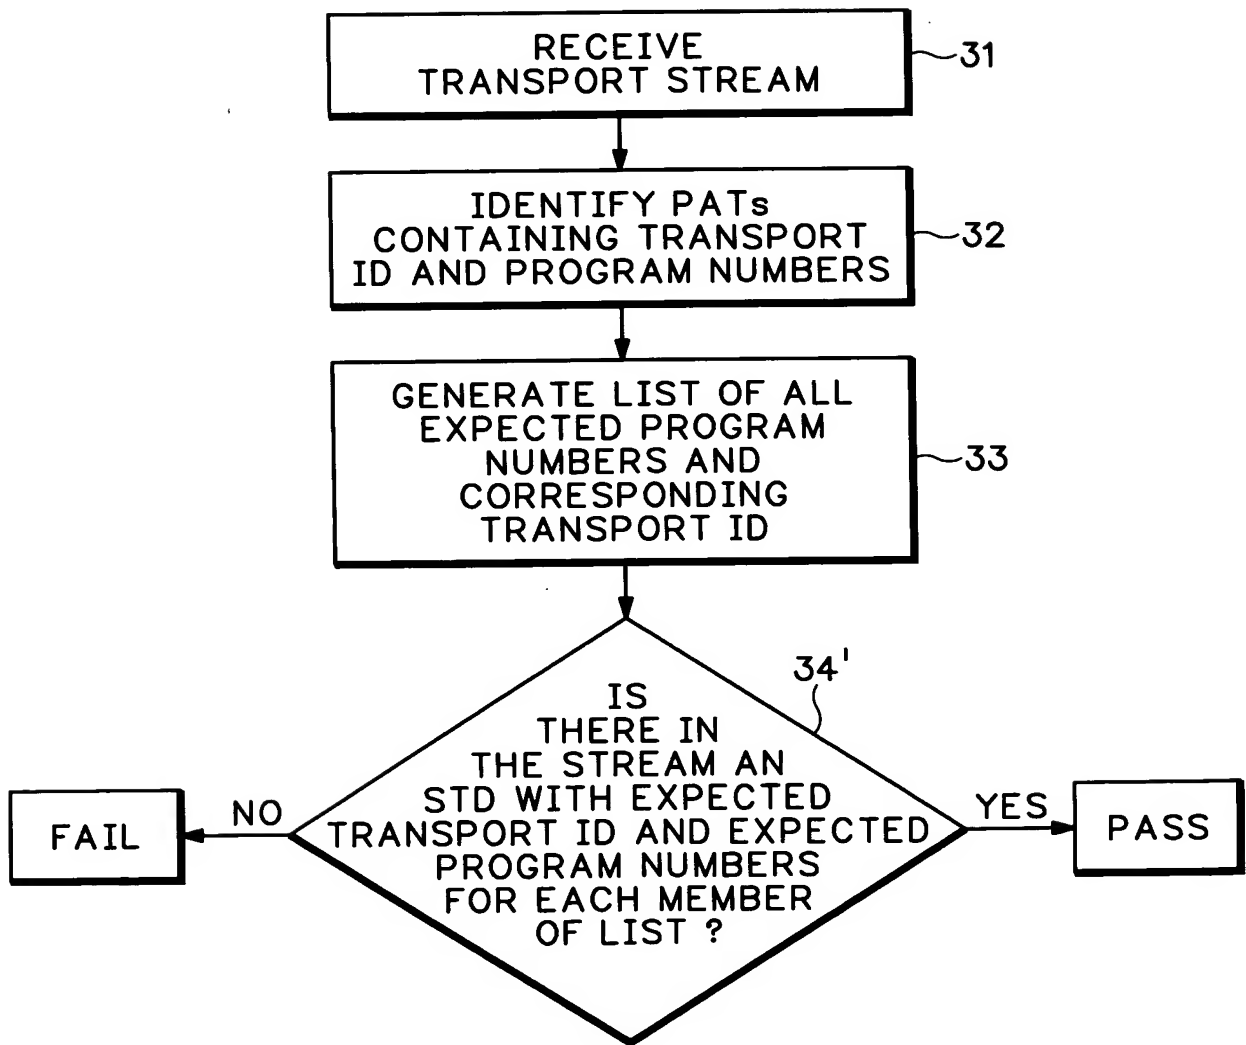 RECEIVE
TRANSPORT STREAM
31
IDENTIFY PATs
CONTAINING TRANSPORT
ID AND PROGRAM NUMBERS
32
GENERATE LIST OF ALL
EXPECTED PROGRAM
NUMBERS AND
CORRESPONDING
TRANSPORT ID
33
34'
IS
THERE IN
THE STREAM AN
STD WITH EXPECTED
TRANSPORT ID AND EXPECTED
PROGRAM NUMBERS
FOR EACH MEMBER
OF LIST ?
NO
FAIL
YES
PASS